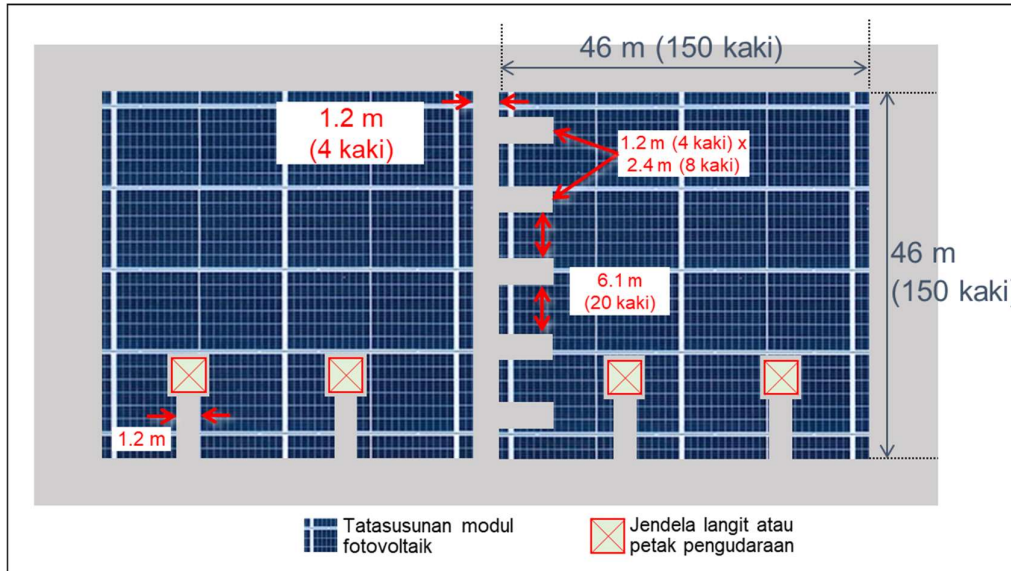 46 m (150 kaki)
1.2 m
(4 kaki)
1.2 m (4 kaki) x
2.4 m (8 kaki)
46 m
(150 kaki)
6.1 m
(20 kaki)
1.2 m
Tatasusunan modul
fotovoltaik
Jendela langit atau
petak pengudaraan